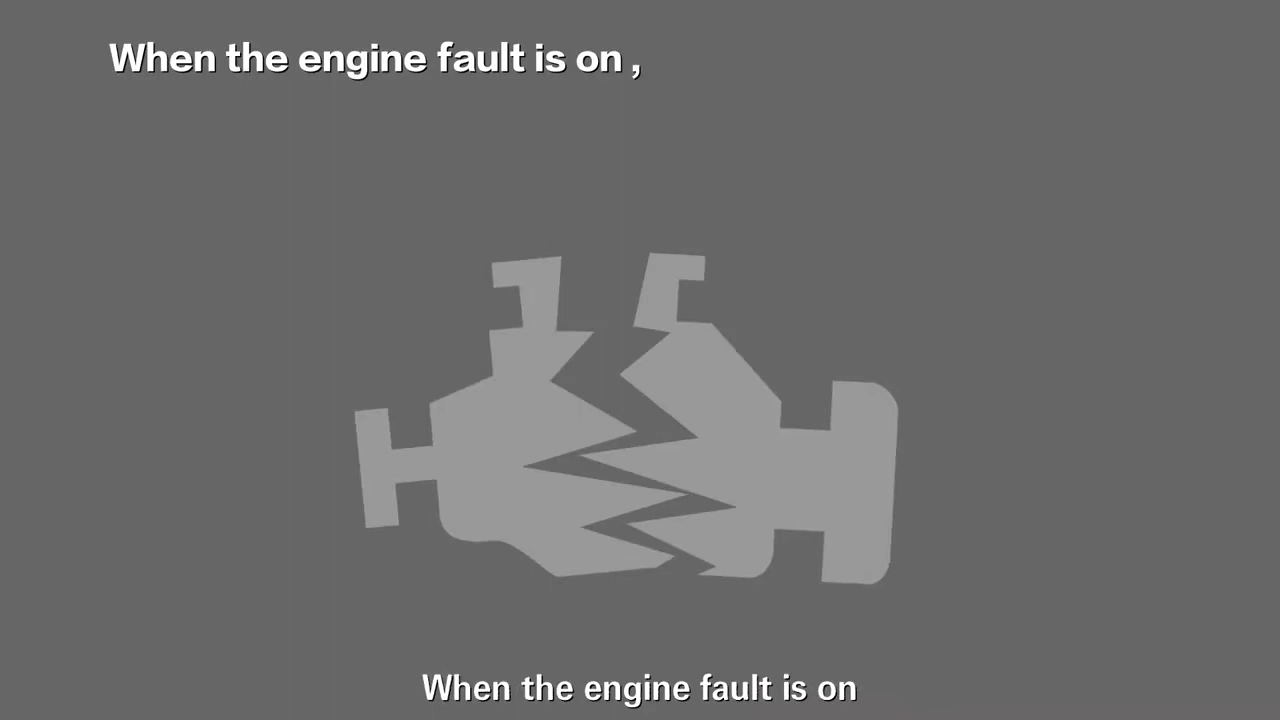 When the engine fault is on ,
When the engine fault is on